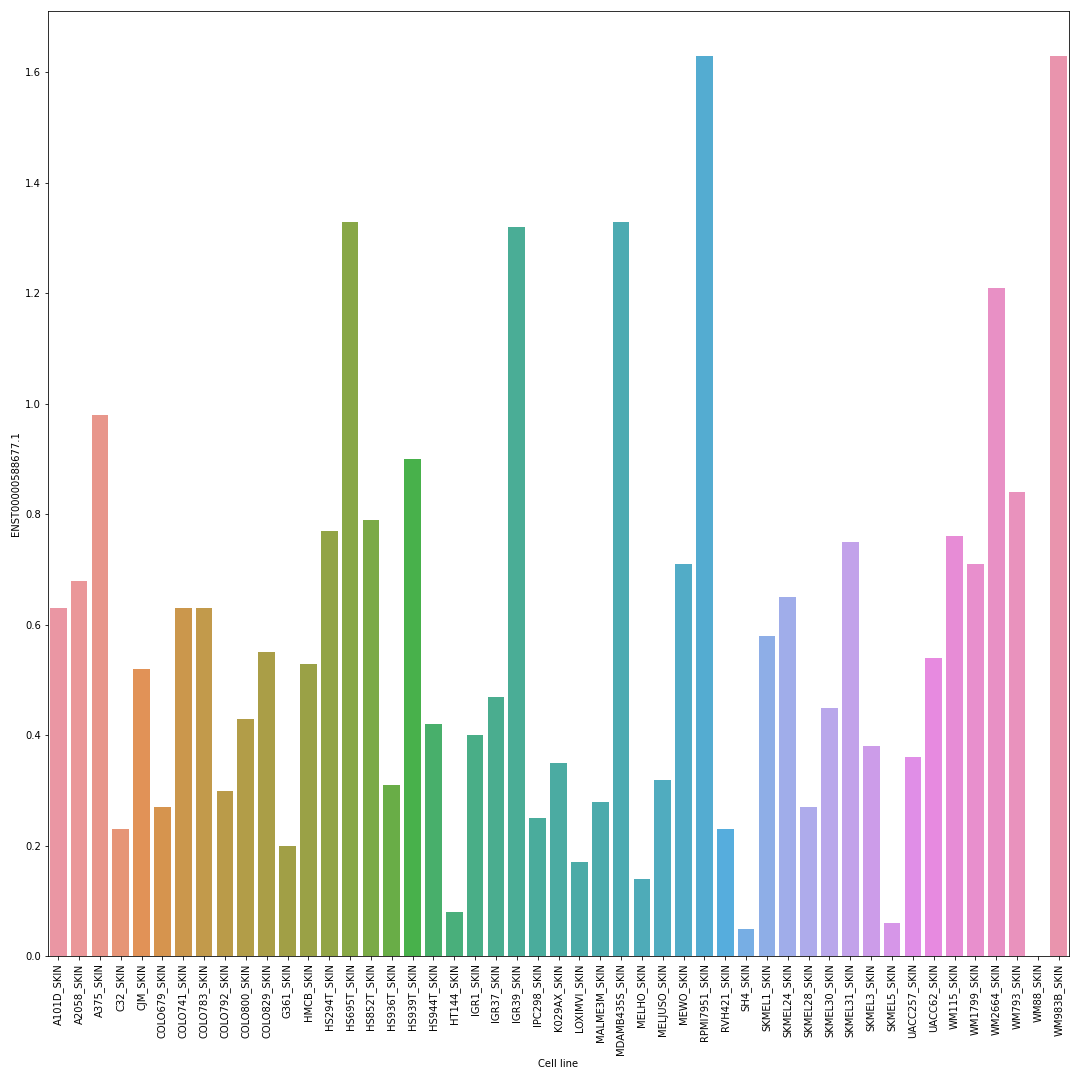 ENST00000588677.1
1.6
1.4
1.2
1.0
0.8
0.6
0.4
0.2
0.0
A101D_SKIN
A2058_SKIN
A375_SKIN
C32_SKIN
CJM_SKIN
COLO679_SKIN
COLO741_SKIN
COLO783_SKIN
COLO792_SKIN
COLO800_SKIN
COLO829_SKIN
G361_SKIN
HMCB_SKIN
HS294T_SKIN
HS695T_SKIN
HS852T_SKIN
HS936T_SKIN
HS939T_SKIN
HS944T_SKIN
HT144_SKIN
IGR1_SKIN
IGR37_SKIN
IGR39_SKIN
IPC298_SKIN
K029AX_SKIN
LOXIMVI_SKIN
MALME3M_SKIN
MDAMB435S_SKIN
MELHO_SKIN
MELJUSO_SKIN
MEWO_SKIN
RPMI7951_SKIN
RVH421_SKIN
SH4_SKIN
SKMEL1_SKIN
SKMEL24_SKIN
SKMEL28_SKIN
SKMEL30_SKIN
SKMEL31_SKIN
SKMEL3_SKIN
SKMEL5_SKIN
UACC257_SKIN
UACC62_SKIN
WM115_SKIN
WM1799_SKIN
WM2664_SKIN
WM793_SKIN
WM88_SKIN
WM983B_SKIN
Cell line